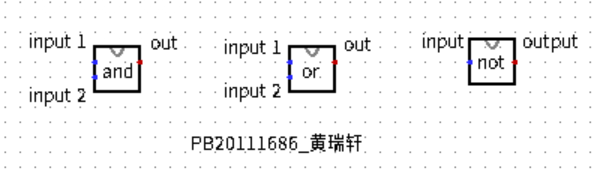 input 1 out input 1 out input output
and or not
input 2 input 2
PB20111686_黄瑞轩